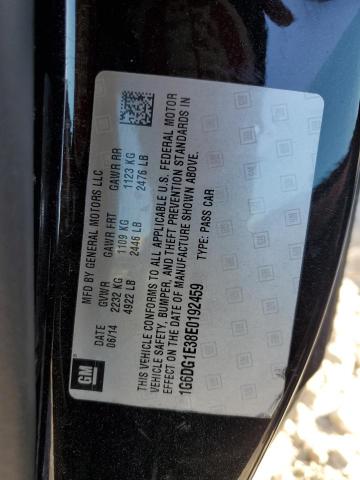 GM
MFD BY GENERAL MOTORS LLC
DATE GVWR GAWR FRT GAWR RR
06/14 2232 KG 1109 KG 1123 KG
4922 LB 2446 LB 2476 LB
THIS VEHICLE CONFORMS TO ALL APPLICABLE U.S. FEDERAL MOTOR
VEHICLE SAFETY, BUMPER, AND THEFT PREVENTION STANDARDS IN
EFFECT ON THE DATE OF MANUFACTURE SHOWN ABOVE.
1G6DG1E38E0192459 TYPE: PASS CAR